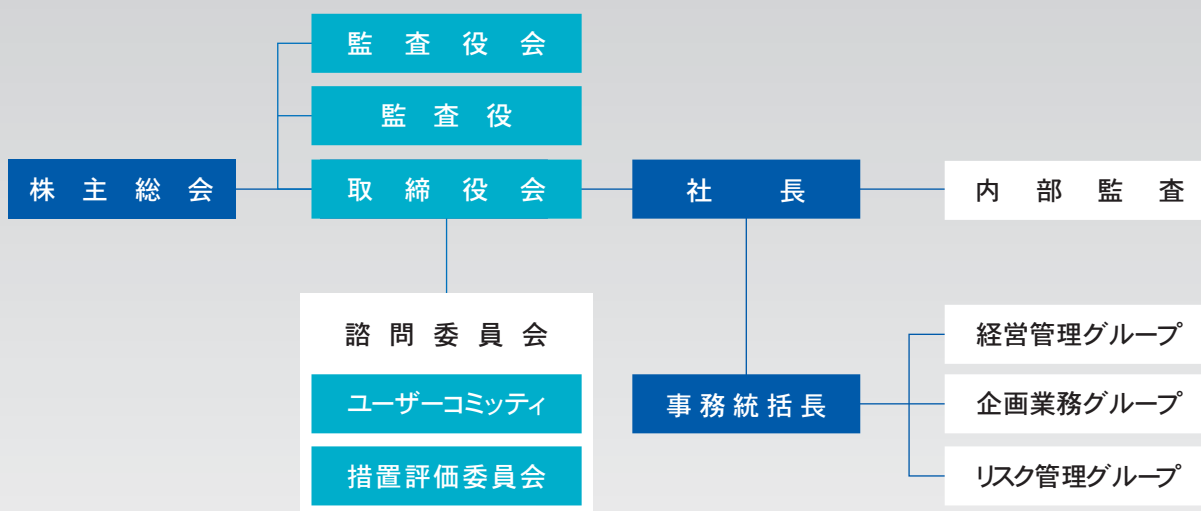 監査役会
監査役
株主総会
取締役会
社長
内部監査
諮問委員会
ユーザーコミッティ
措置評価委員会
事務統括長
経営管理グループ
企画業務グループ
リスク管理グループ